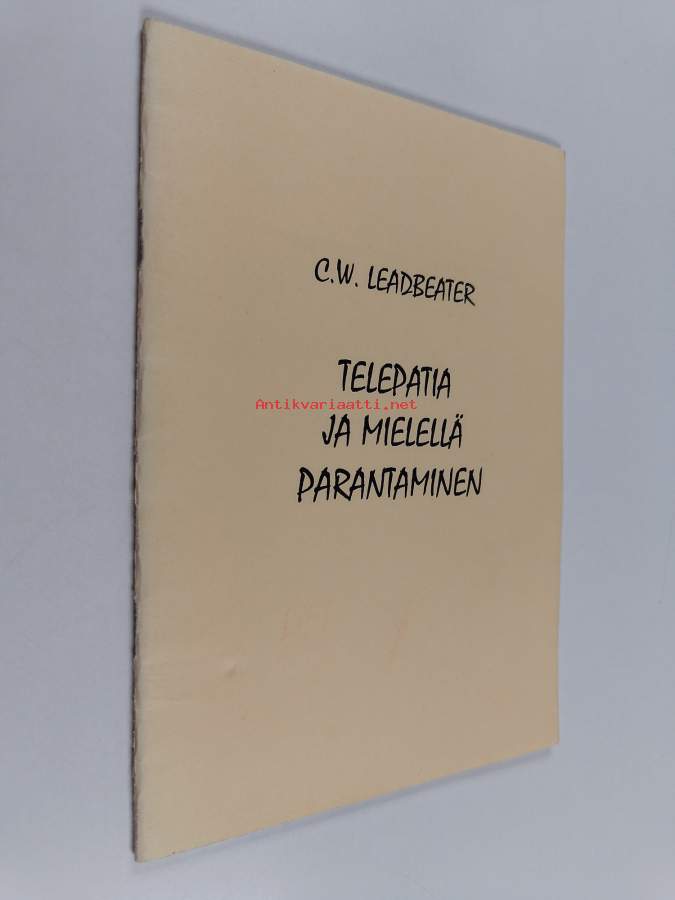 C.W. LEADBEATER
TELEPATIA
Antikvariaatti.net
JA MIELELLÄ
PARANTAMINEN